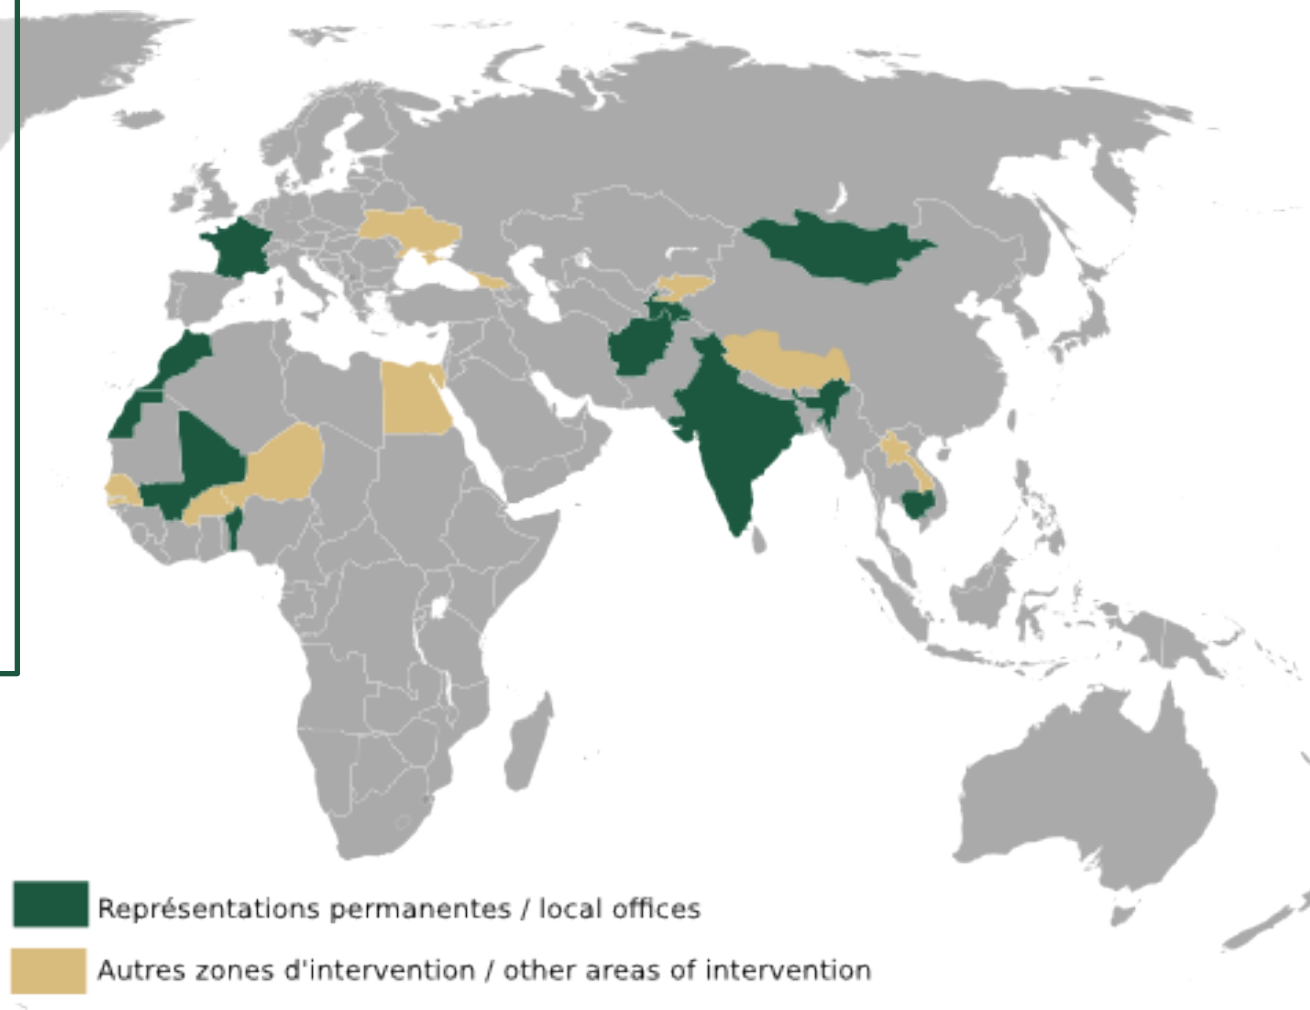 Représentations permanentes / local offices
Autres zones d'intervention / other areas of intervention